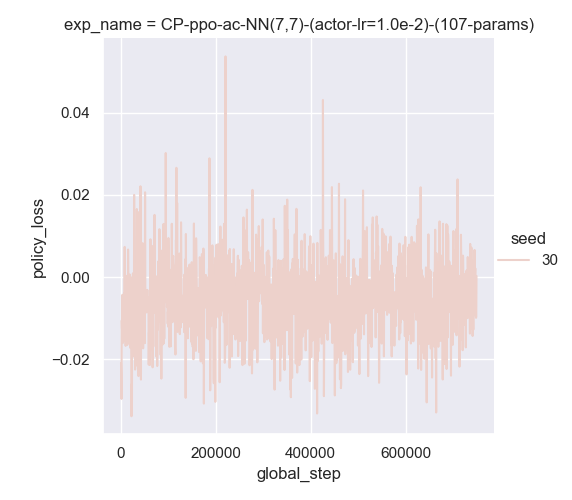 exp_name = CP-ppo-ac-NN(7,7)-(actor-lr=1.0e-2)-(107-params)
0.04
0.02
0.00
−0.02
policy_loss
0
200000
400000
600000
global_step
seed
30